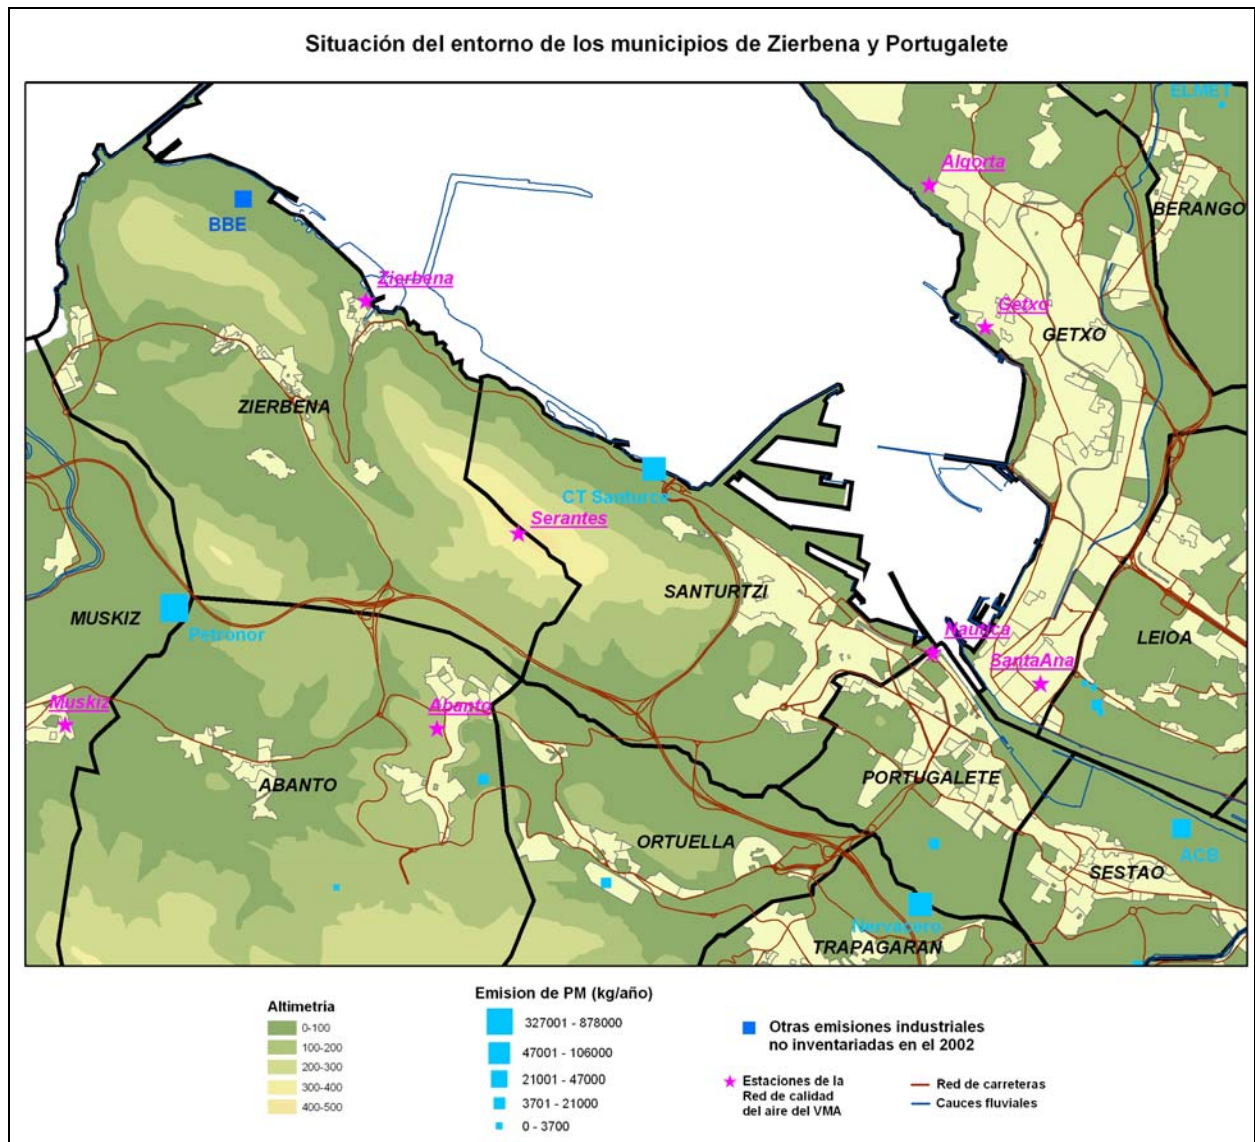 Situación del entorno de los municipios de Zierbena y Portugalete
ELMET
Algorta
BERANGO
BBE
Zierbena
Getxo
GETXO
ZIERBENA
CT Santurce
Serantes
SANTURTZI
MUSKIZ
Petronor
Nautica
LEIOA
SantaAna
Muskiz
Abanto
ABANTO
PORTUGALETE
ORTUELLA
ACB
SESTAO
Nervacero
TRAPAGARAN
Altimetría
0-100
100-200
200-300
300-400
400-500
Emision de PM (kg/año)
327001 - 878000
47001 - 106000
21001 - 47000
3701 - 21000
0 - 3700
Otras emisiones industriales
no inventariadas en el 2002
Estaciones de la
Red de calidad
del aire del VMA
Red de carreteras
Cauces fluviales